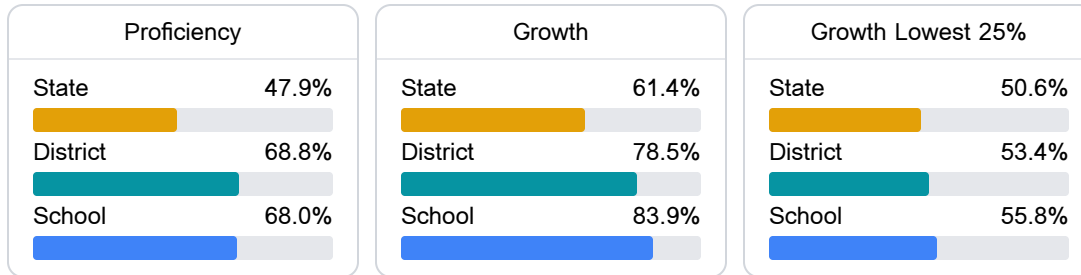 Proficiency
State 47.9%
District 68.8%
School 68.0%
Growth
State 61.4%
District 78.5%
School 83.9%
Growth Lowest 25%
State 50.6%
District 53.4%
School 55.8%